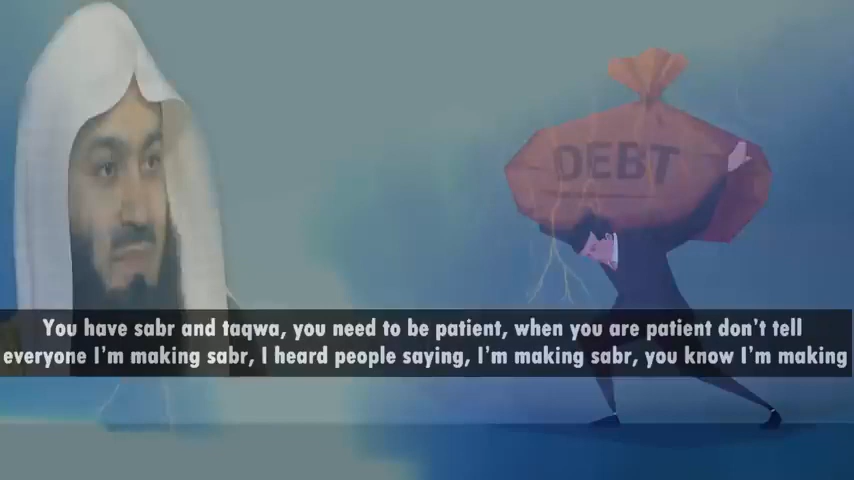 DEBT
You have sabr and taqwa, you need to be patient, when you are patient don't tell
everyone I'm making sabr, I heard people saying, I'm making sabr, you know I'm making